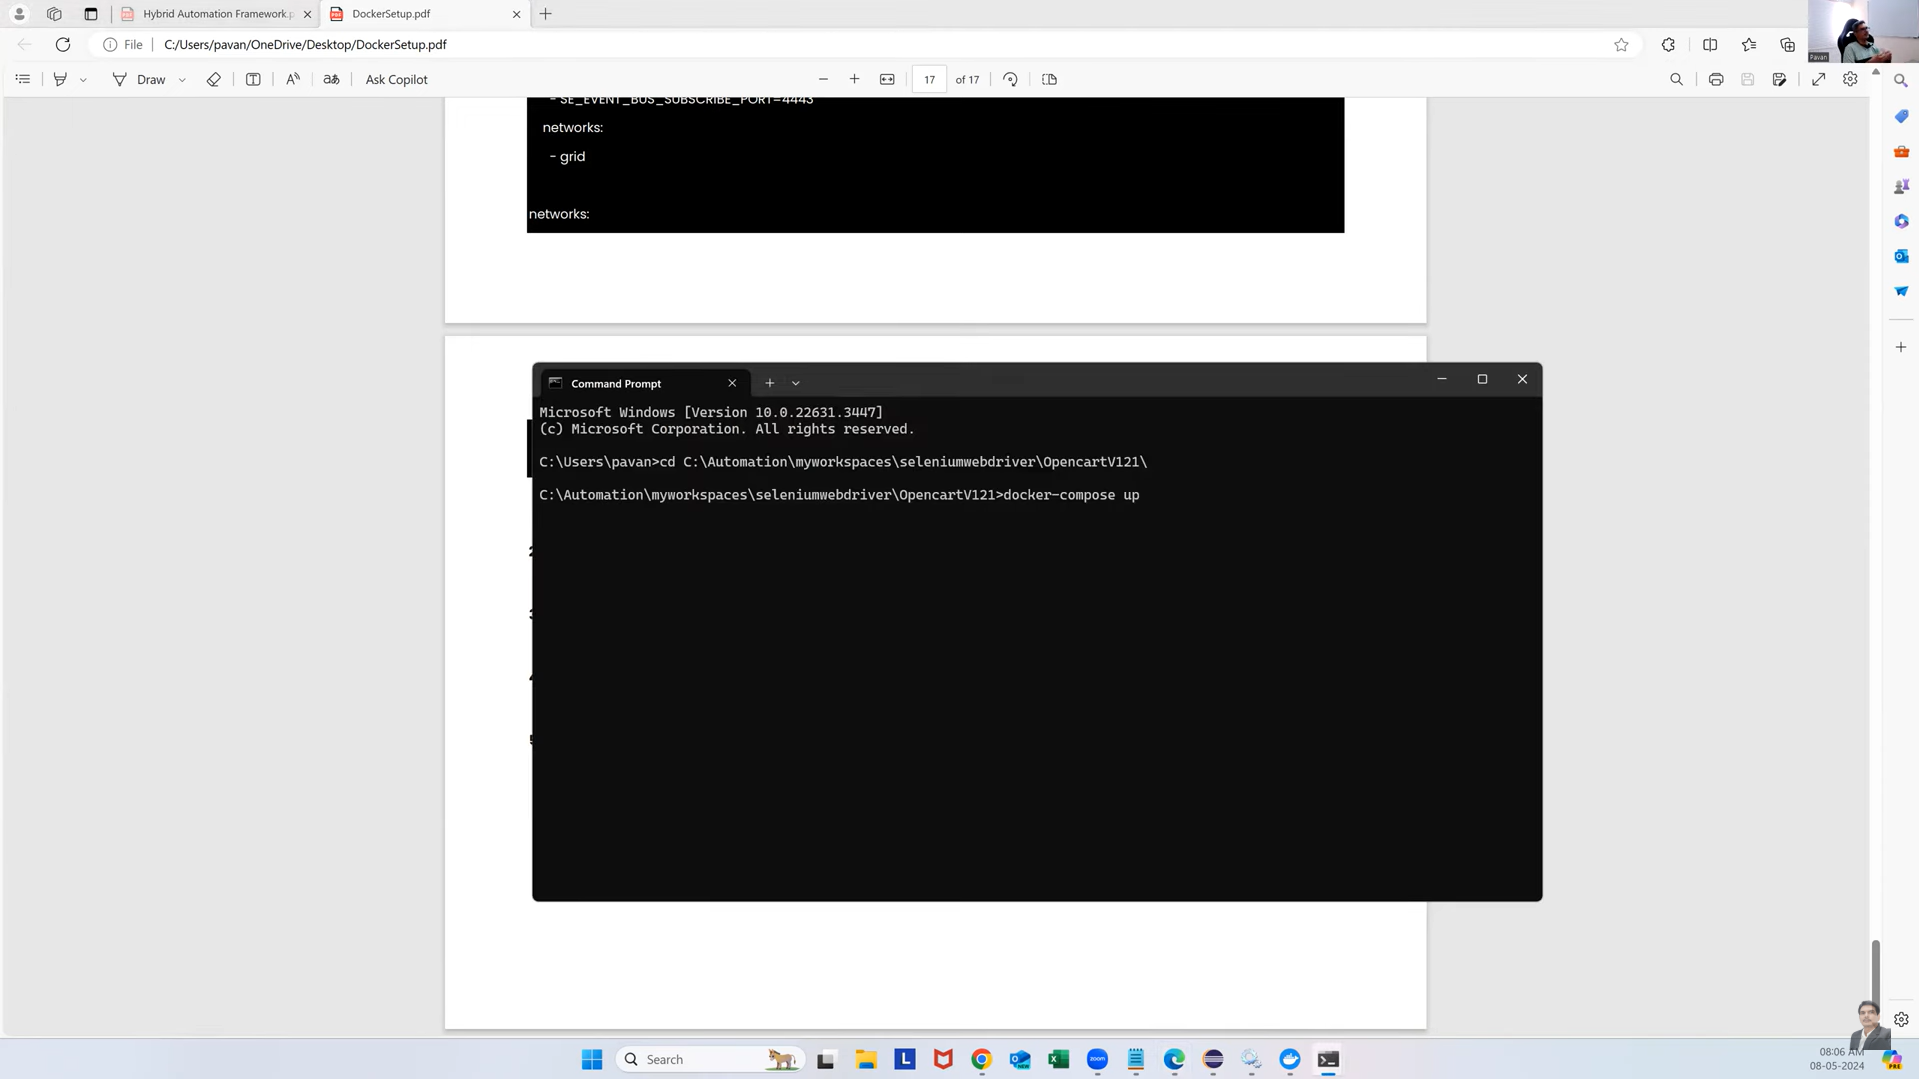 Hybrid Automation Framework.p
DockerSetup.pdf
File
C:/Users/pavan/OneDrive/Desktop/DockerSetup.pdf
Draw
Ask Copilot
17
of 17
- SE_EVENT_BUS_SUBSCRIBE_PORT=4443
networks:
- grid
networks:
Command Prompt
Microsoft Windows [Version 10.0.22631.3447]
(c) Microsoft Corporation. All rights reserved.
C:\Users\pavan>cd C:\Automation\myworkspaces\seleniumwebdriver\OpencartV121\
C:\Automation\myworkspaces\seleniumwebdriver\OpencartV121>docker-compose up
Search
08:06 AM
08-05-2024
Pavan